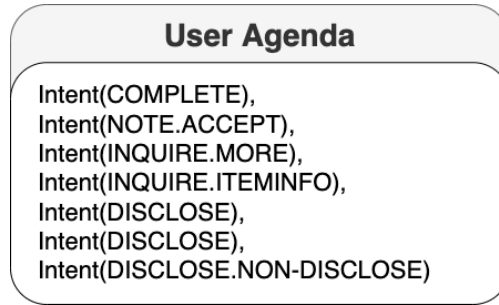 User Agenda
Intent(COMPLETE),
Intent(NOTE.ACCEPT),
Intent(INQUIRE.MORE),
Intent(INQUIRE.ITEMINFO),
Intent(DISCLOSE),
Intent(DISCLOSE),
Intent(DISCLOSE.NON-DISCLOSE)